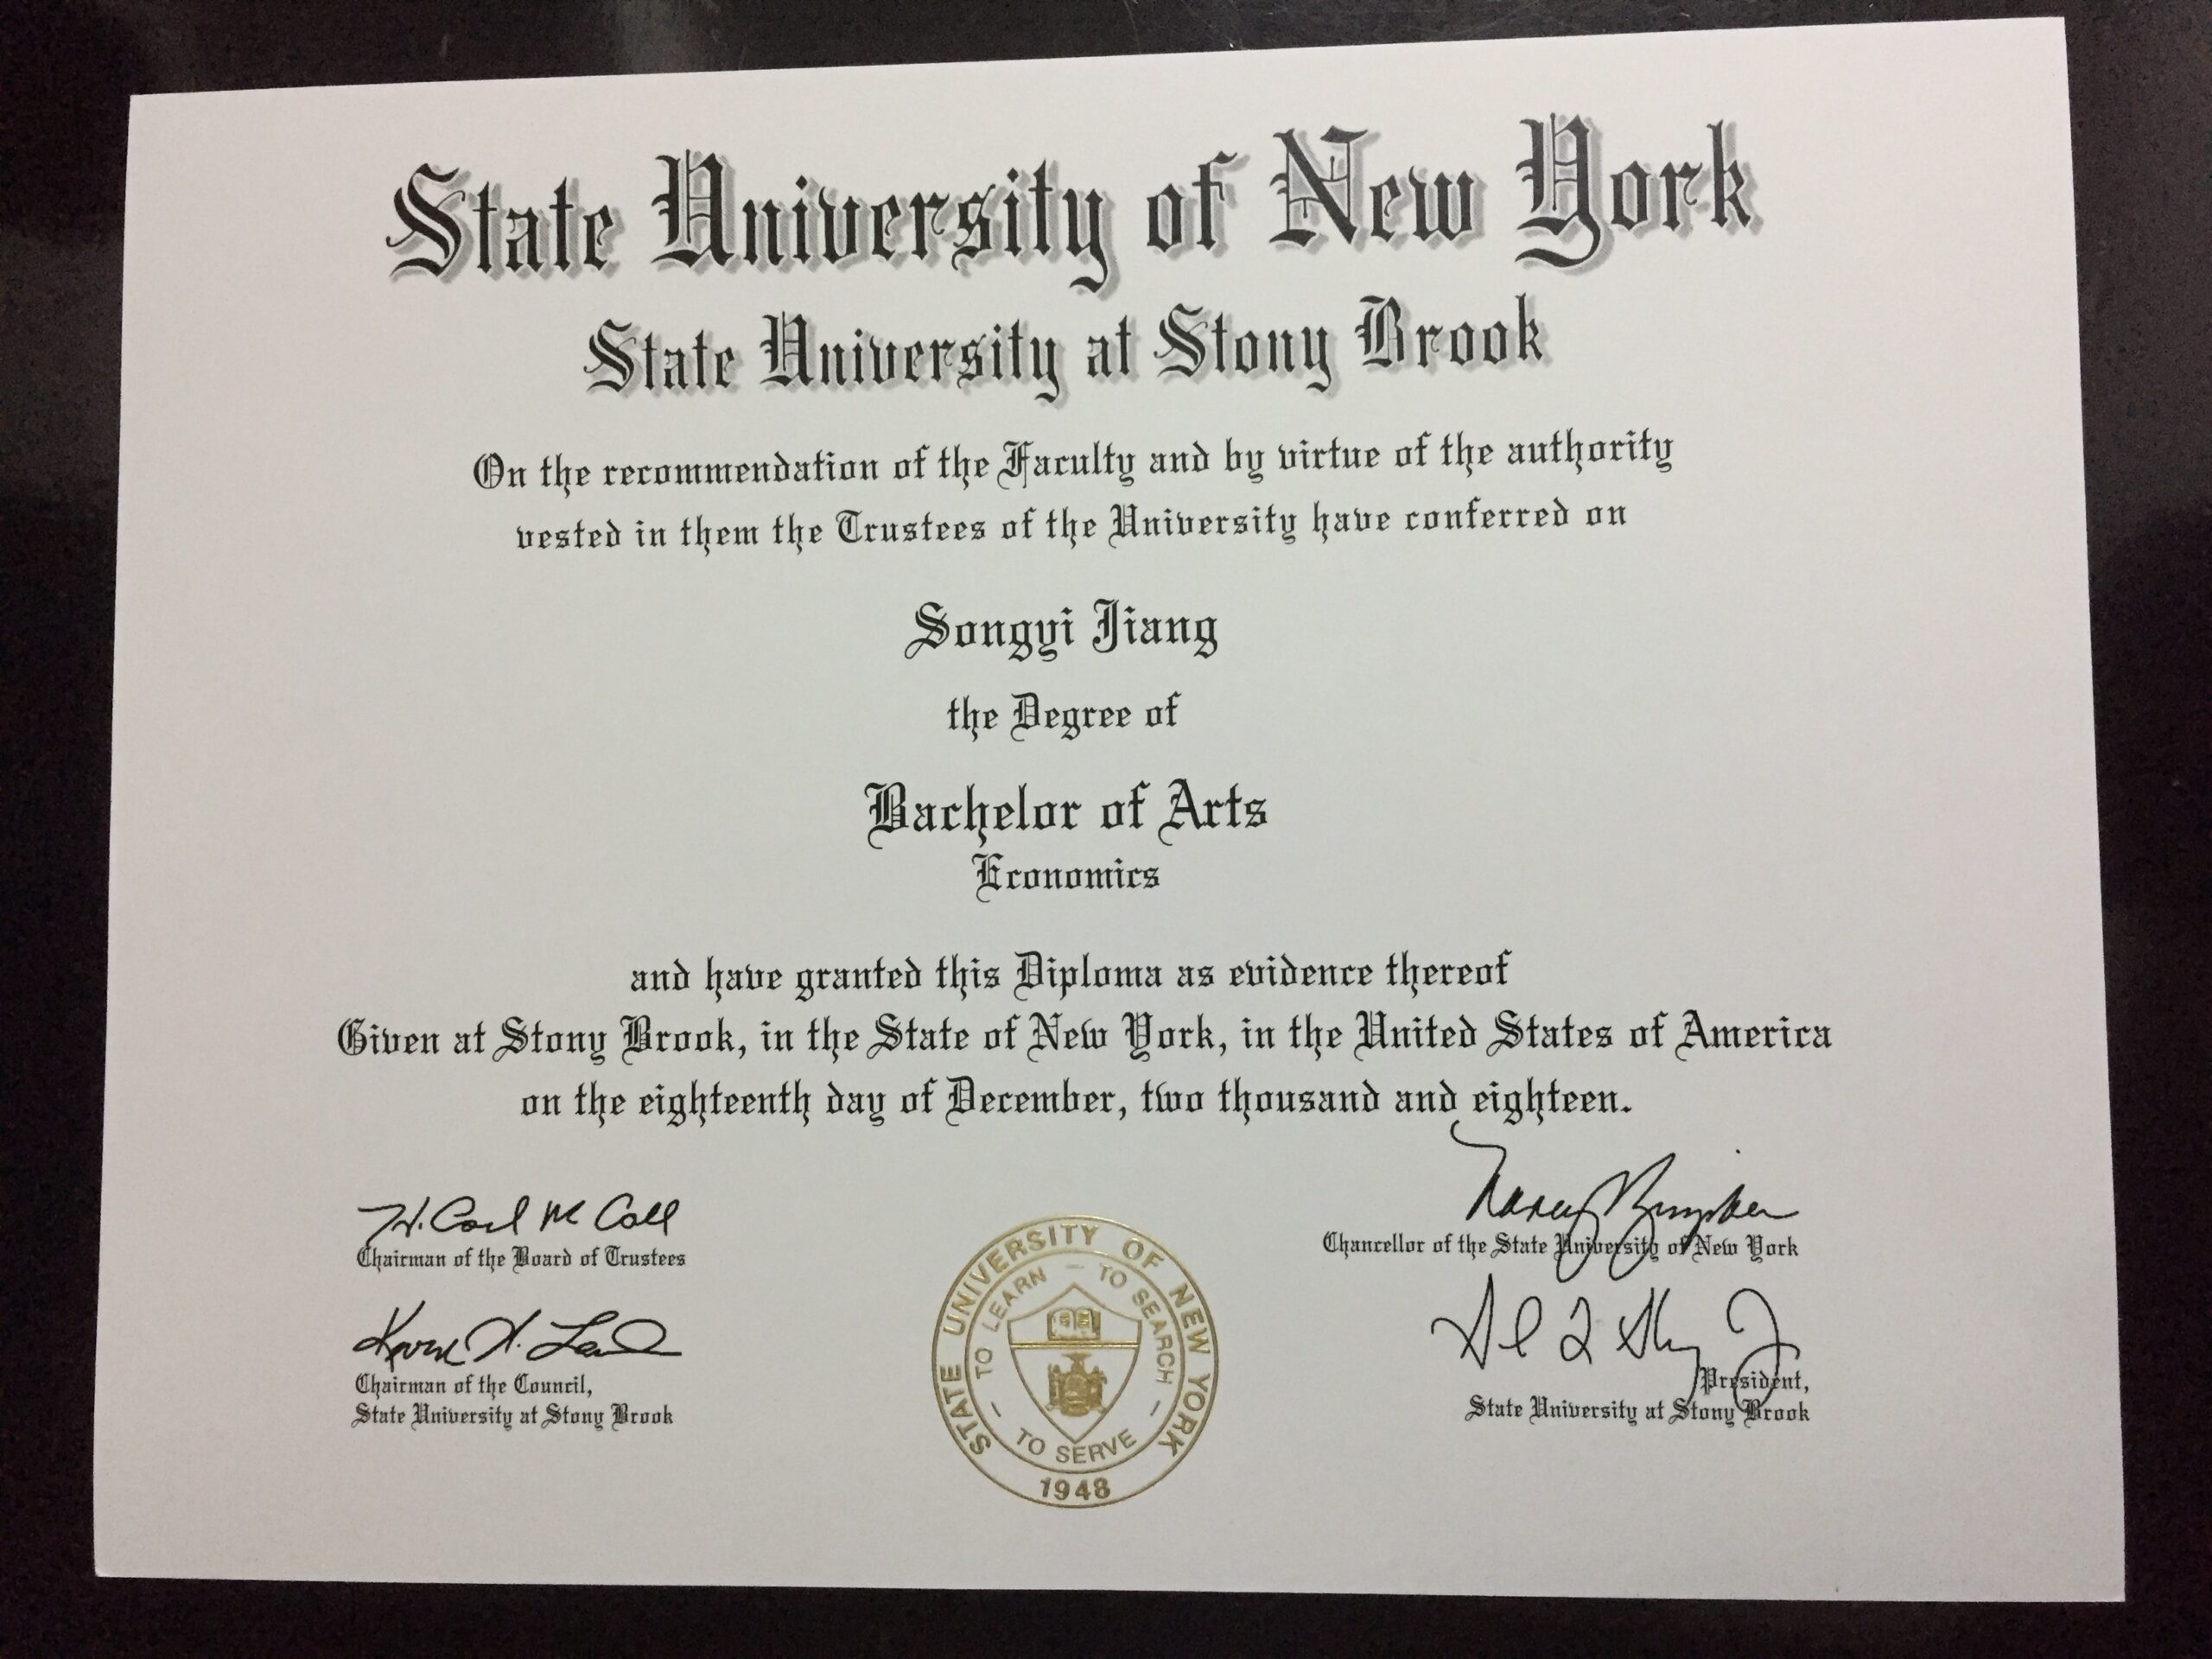 State University of New York
State University at Stony Brook
On the recommendation of the Faculty and by virtue of the authority
vested in them the Trustees of the University have conferred on
Songyi Jiang
the Degree of
Bachelor of Arts
Economics
and have granted this Diploma as evidence thereof
Given at Stony Brook, in the State of New York, in the United States of America
on the eighteenth day of December, two thousand and eighteen.
H. Carl McCall
Chairman of the Board of Trustees
Chancellor of the State University of New York
Chairman of the Council,
State University at Stony Brook
President,
State University at Stony Brook
STATE UNIVERSITY OF NEW YORK
TO LEARN – TO SEARCH – TO SERVE –
1948